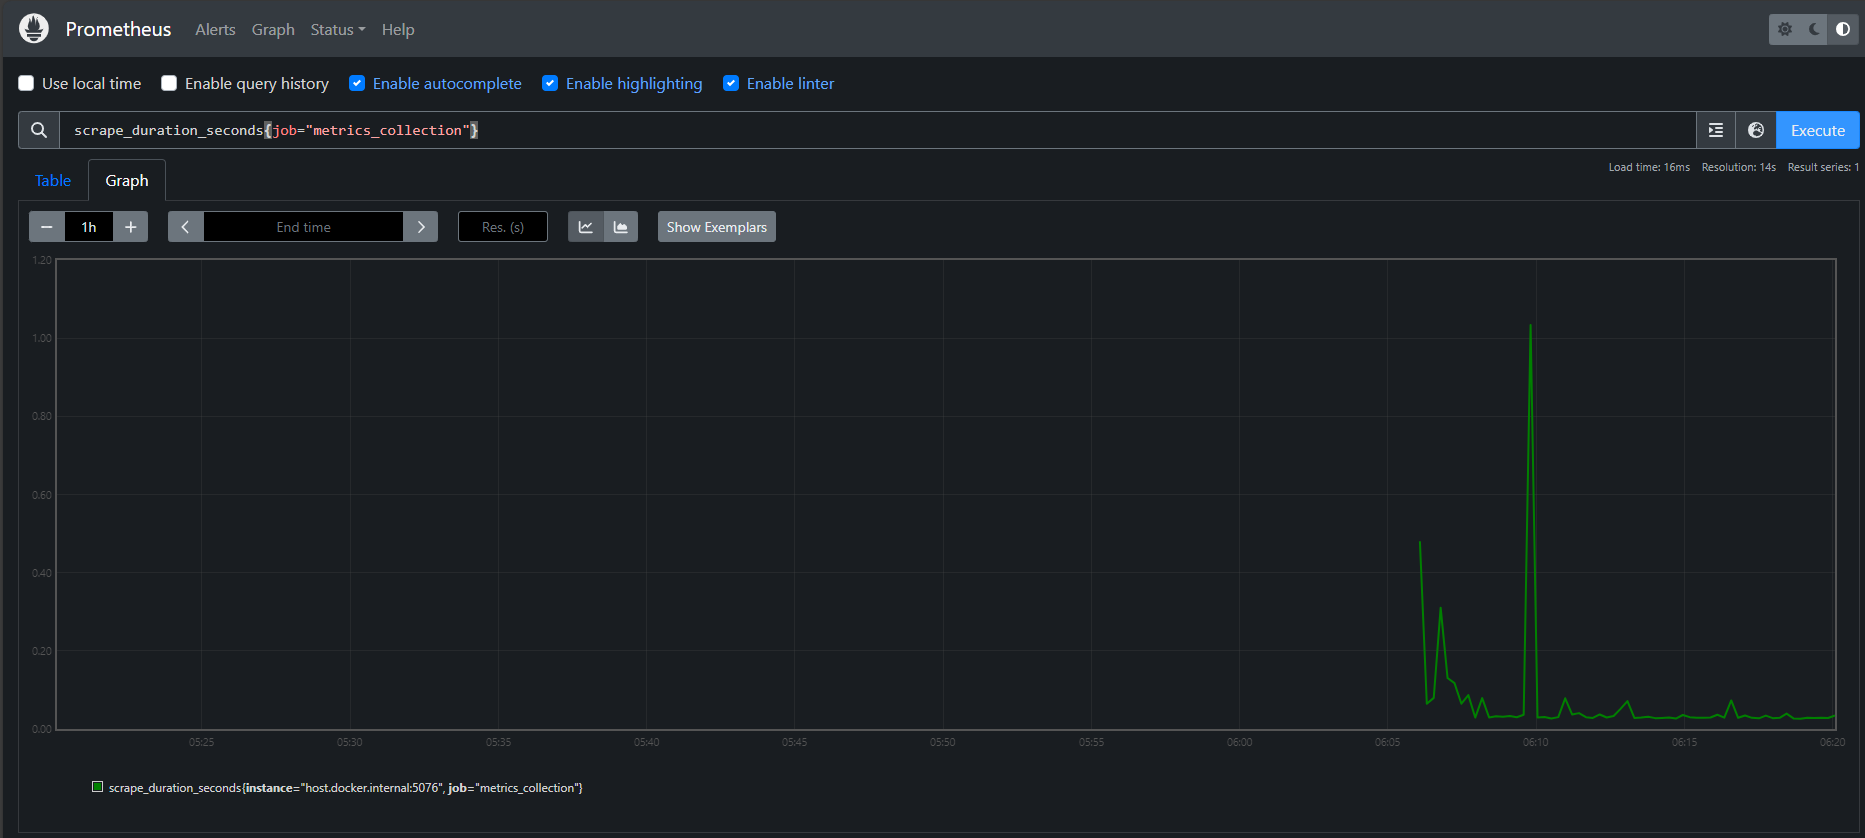 Prometheus Alerts Graph Status Help
Use local time Enable query history Enable autocomplete Enable highlighting Enable linter
scrape_duration_seconds{job="metrics_collection"} Execute
Load time: 16ms Resolution: 14s Result series: 1
Table Graph
− 1h + End time Res. (s) Show Exemplars
1.20
1.00
0.80
0.60
0.40
0.20
0.00
05:25 05:30 05:35 05:40 05:45 05:50 05:55 06:00 06:05 06:10 06:15 06:20
scrape_duration_seconds{instance="host.docker.internal:5076", job="metrics_collection"}